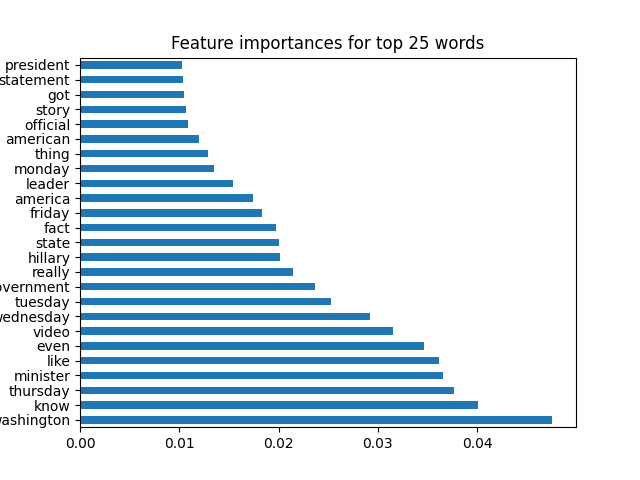 Feature importances for top 25 words
president
statement
got
story
official
american
thing
monday
leader
america
friday
fact
state
hillary
really
overnment
tuesday
wednesday
video
even
like
minister
thursday
know
washington
0.00 0.01 0.02 0.03 0.04